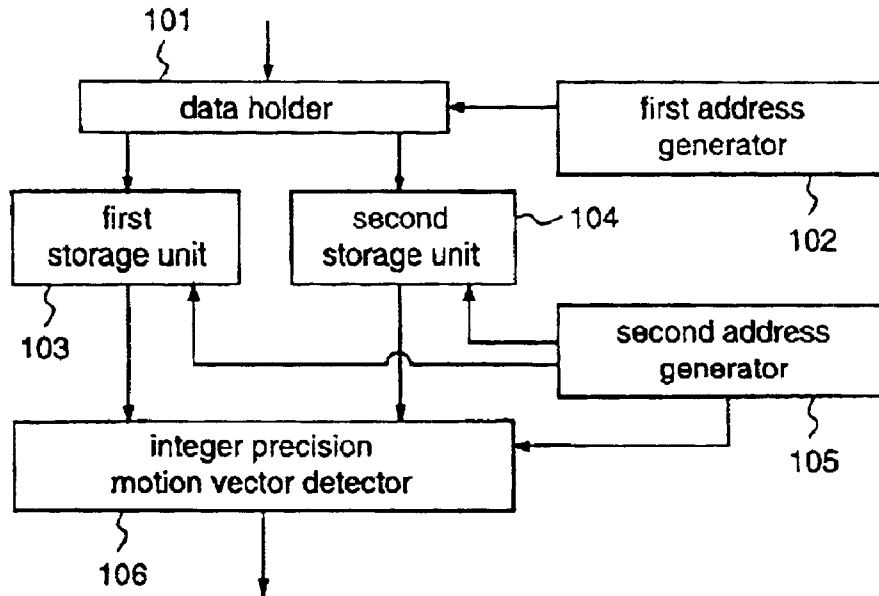 101
data holder
first address
generator
102
first
storage unit
103
second
storage unit
104
second address
generator
105
integer precision
motion vector detector
106